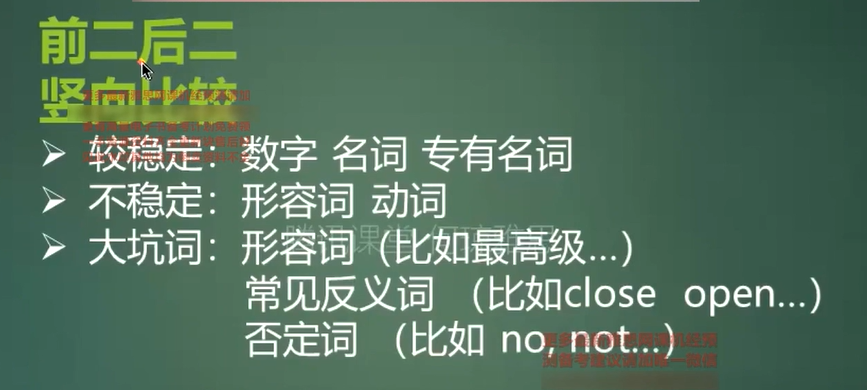 前二后二
竖向比较
➢ 较稳定：数字 名词 专有名词
➢ 不稳定：形容词 动词
➢ 大坑词：形容词（比如最高级…）
常见反义词 （比如close open…）
否定词 （比如 no, not…）